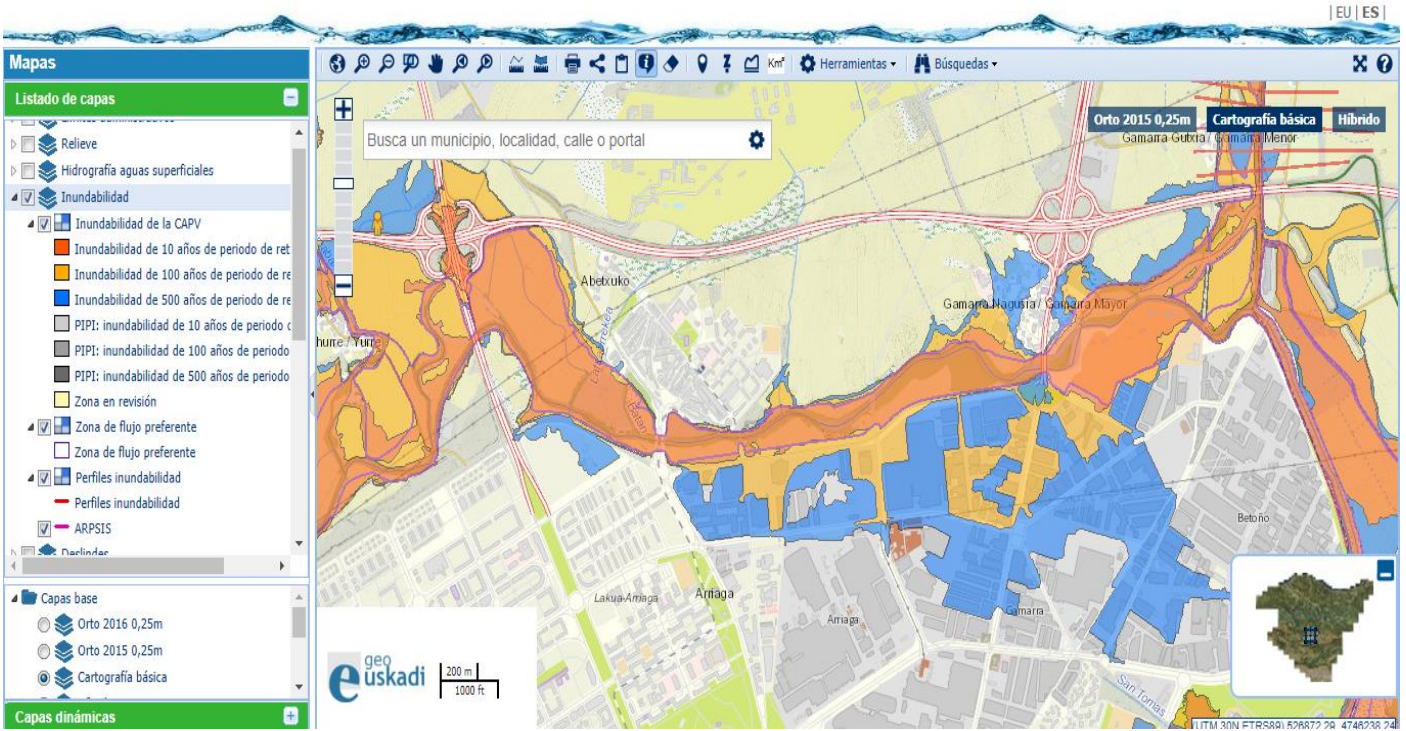 | EU | ES |
Mapas
Listado de capas
Relieve
Hidrografía aguas superficiales
Inundabilidad
Inundabilidad de la CAPV
Inundabilidad de 10 años de periodo de ret
Inundabilidad de 100 años de periodo de re
Inundabilidad de 500 años de periodo de re
PIPI: inundabilidad de 10 años de periodo
PIPI: inundabilidad de 100 años de periodo
PIPI: inundabilidad de 500 años de periodo
Zona en revisión
Zona de flujo preferente
Zona de flujo preferente
Perfiles inundabilidad
Perfiles inundabilidad
ARPSIS
Deslindes
Capas base
Orto 2016 0,25m
Orto 2015 0,25m
Cartografía básica
Capas dinámicas
Km²
Herramientas
Búsquedas
Busca un municipio, localidad, calle o portal
Orto 2015 0,25m
Cartografía básica
Híbrido
Gamarra Gutxia / Gamarra Menor
Abetxuko
Gamarra Nagusia / Gamarra Mayor
hurre / Yurre
Betoño
Lakua-Arriaga
Arriaga
Arriaga
Gamarra
San Tomas
geo
euskadi
200 m
1000 ft
(UTM 30N ETRS89) 526872.29, 4746238.24